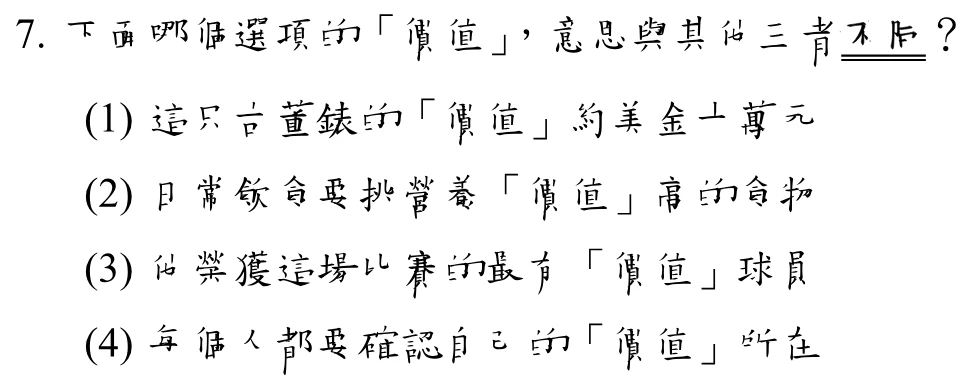 7. 下面哪個選項的「價值」，意思與其他三者不同？
(1) 這只古董錶的「價值」約美金上萬元
(2) 日常飲食要挑營養「價值」高的食物
(3) 他榮獲這場比賽的最有「價值」球員
(4) 每個人都要確認自己的「價值」所在